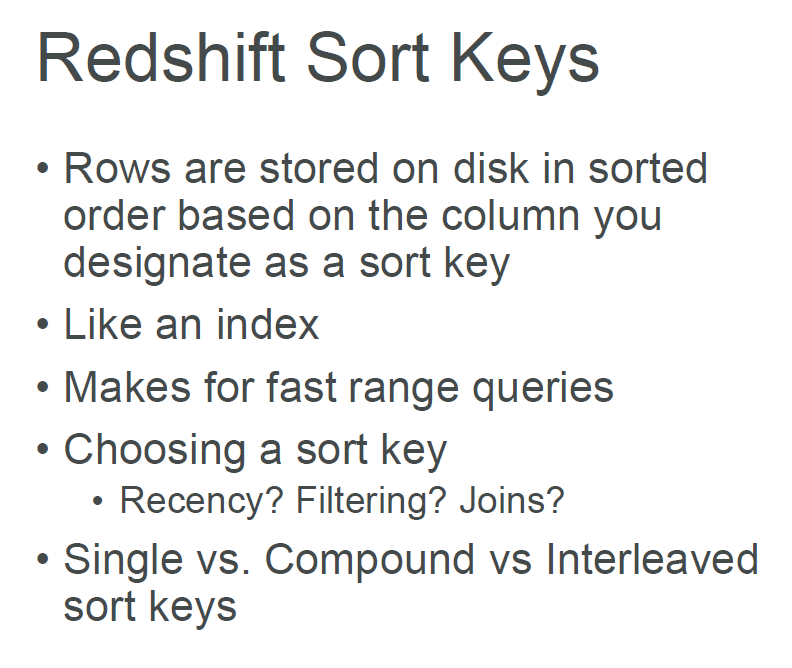 Redshift Sort Keys
• Rows are stored on disk in sorted
order based on the column you
designate as a sort key
• Like an index
• Makes for fast range queries
• Choosing a sort key
• Recency? Filtering? Joins?
• Single vs. Compound vs Interleaved
sort keys